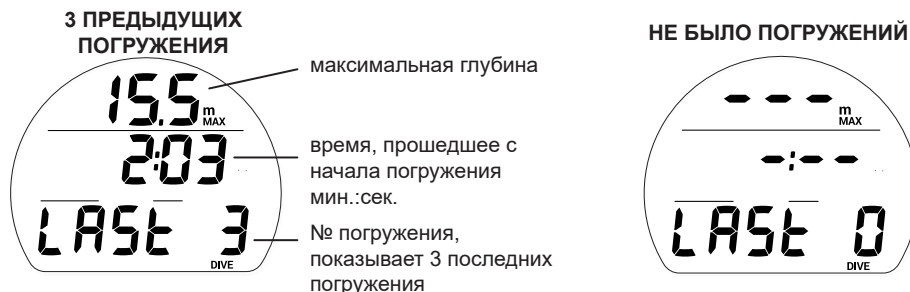 3 ПРЕДЫДУЩИХ
ПОГРУЖЕНИЯ
15.5 m
MAX
2:03
LASt 3
DIVE
максимальная глубина
время, прошедшее с
начала погружения
мин.:сек.
№ погружения,
показывает 3 последних
погружения
НЕ БЫЛО ПОГРУЖЕНИЙ
--- m
MAX
-:--
LASt 0
DIVE